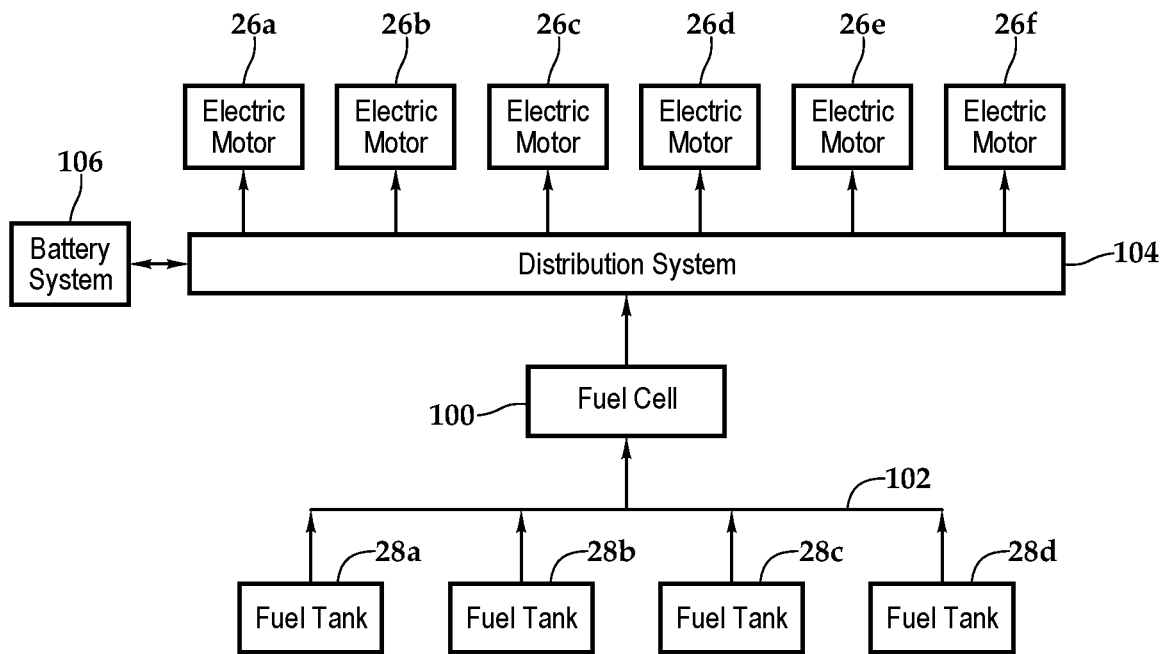 26a 26b 26c 26d 26e 26f
Electric Motor Electric Motor Electric Motor Electric Motor Electric Motor Electric Motor
106
Battery
System
Distribution System
104
Fuel Cell
100
102
28a 28b 28c 28d
Fuel Tank Fuel Tank Fuel Tank Fuel Tank